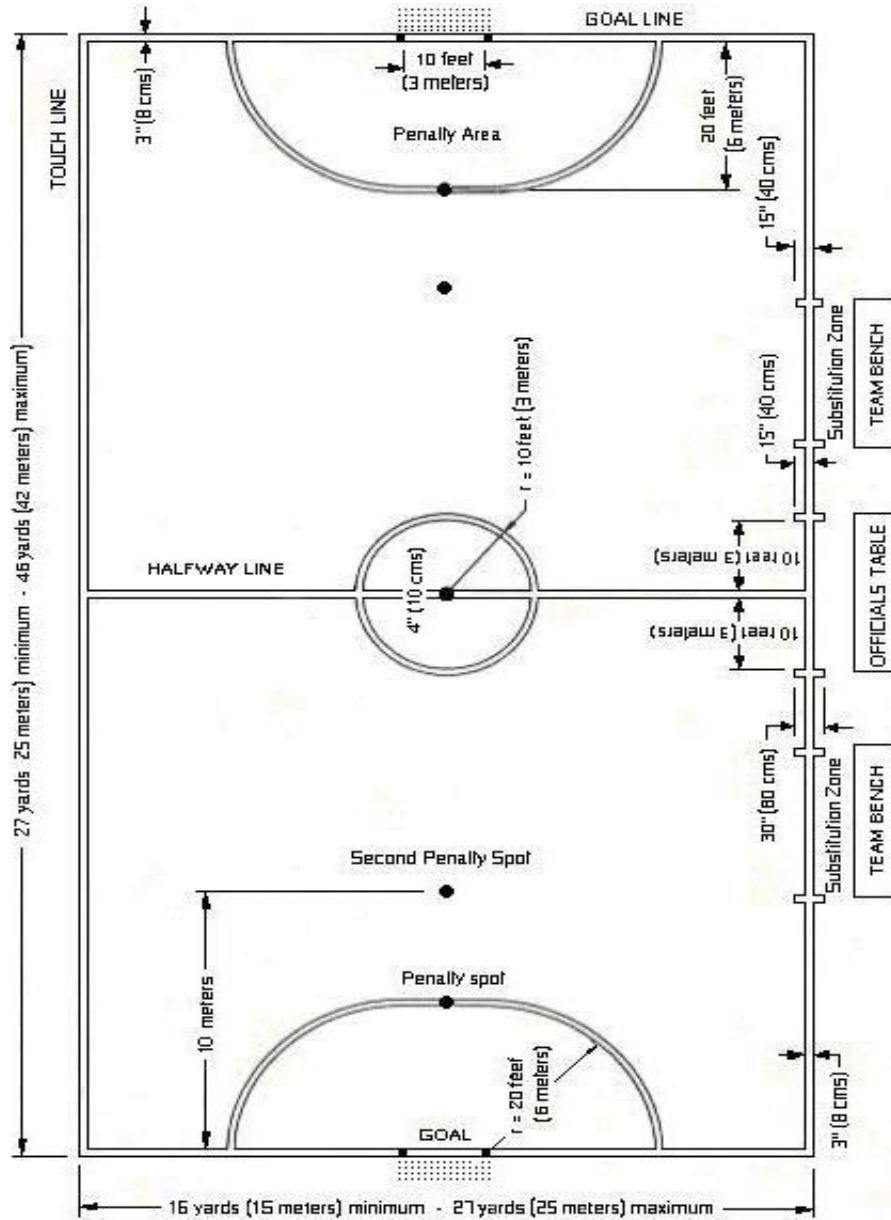 GOAL LINE
10 feet
(3 meters)
TOUCH LINE
3" (8 cms)
Penalty Area
20 feet
(6 meters)
15" (40 cms)
Substitution Zone
TEAM BENCH
27 yards 25 meters) minimum - 46 yards (42 meters) maximum)
r = 10 feet (3 meters)
15" (40 cms)
HALFWAY LINE
4" (10 cms)
10 feet (3 meters)
OFFICIALS TABLE
10 feet (3 meters)
30" (80 cms)
Substitution Zone
TEAM BENCH
Second Penalty Spot
10 meters
Penalty spot
r = 20 feet
(6 meters)
GOAL
3" (8 cms)
16 yards (15 meters) minimum - 27 yards (25 meters) maximum